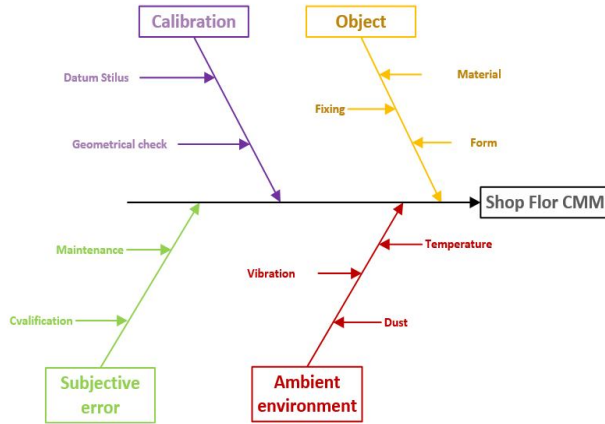 Calibration
Object
Datum Stilus
Material
Fixing
Geometrical check
Form
Shop Flor CMM
Maintenance
Temperature
Vibration
Cvalification
Dust
Subjective
error
Ambient
environment